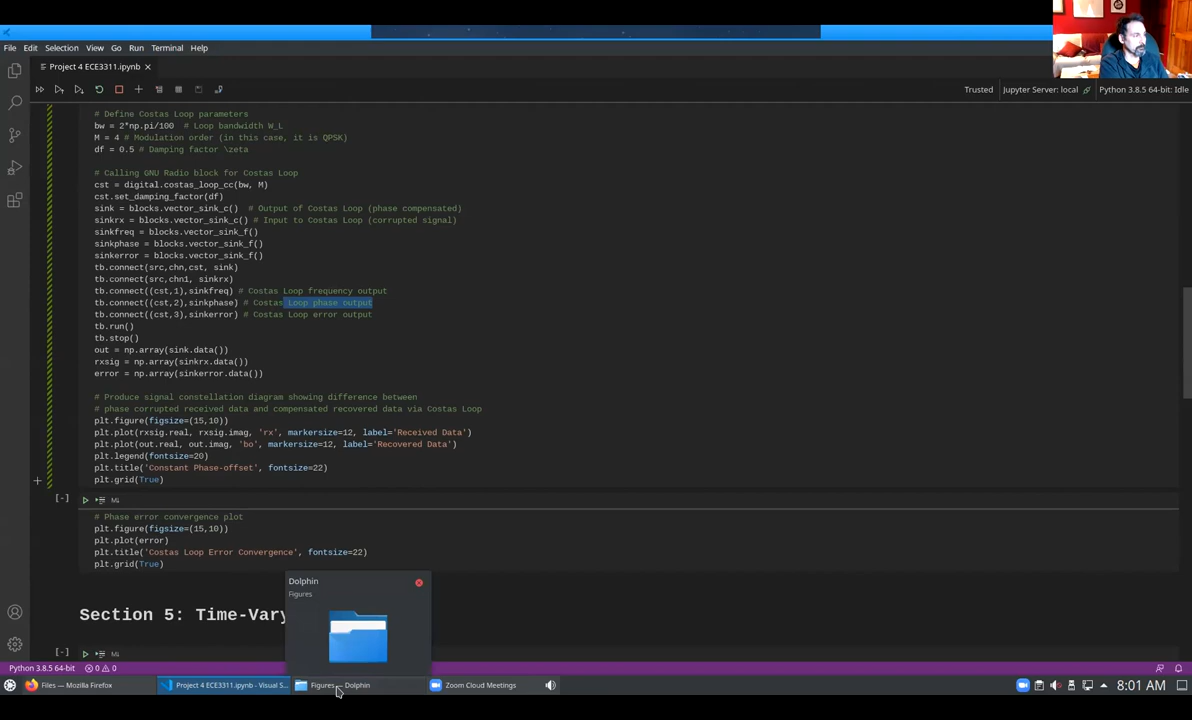 File Edit Selection View Go Run Terminal Help
Project 4 ECE3311.ipynb
Trusted Jupyter Server: local Python 3.8.5 64-bit: Idle
# Define Costas Loop parameters
bw = 2*np.pi/100 # Loop bandwidth W_L
M = 4 # Modulation order (in this case, it is QPSK)
df = 0.5 # Damping factor \zeta
# Calling GNU Radio block for Costas Loop
cst = digital.costas_loop_cc(bw, M)
cst.set_damping_factor(df)
sink = blocks.vector_sink_c() # Output of Costas Loop (phase compensated)
sinkrx = blocks.vector_sink_c() # Input to Costas Loop (corrupted signal)
sinkfreq = blocks.vector_sink_f()
sinkphase = blocks.vector_sink_f()
sinkerror = blocks.vector_sink_f()
tb.connect(src,chn,cst, sink)
tb.connect(src,chn1, sinkrx)
tb.connect((cst,1),sinkfreq) # Costas Loop frequency output
tb.connect((cst,2),sinkphase) # Costas Loop phase output
tb.connect((cst,3),sinkerror) # Costas Loop error output
tb.run()
tb.stop()
out = np.array(sink.data())
rxsig = np.array(sinkrx.data())
error = np.array(sinkerror.data())
# Produce signal constellation diagram showing difference between
# phase corrupted received data and compensated recovered data via Costas Loop
plt.figure(figsize=(15,10))
plt.plot(rxsig.real, rxsig.imag, 'rx', markersize=12, label='Received Data')
plt.plot(out.real, out.imag, 'bo', markersize=12, label='Recovered Data')
plt.legend(fontsize=20)
plt.title('Constant Phase-offset', fontsize=22)
plt.grid(True)
[-] M↓
# Phase error convergence plot
plt.figure(figsize=(15,10))
plt.plot(error)
plt.title('Costas Loop Error Convergence', fontsize=22)
plt.grid(True)
Dolphin
Figures
Section 5: Time-Vary
[-] M↓
Python 3.8.5 64-bit 0 0
Files — Mozilla Firefox Project 4 ECE3311.ipynb - Visual S... Figures — Dolphin Zoom Cloud Meetings 8:01 AM